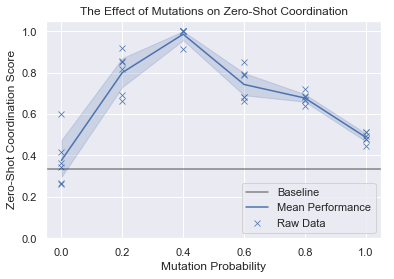 The Effect of Mutations on Zero-Shot Coordination
Zero-Shot Coordination Score
1.0
0.8
0.6
0.4
0.2
0.0
Baseline
Mean Performance
Raw Data
0.0 0.2 0.4 0.6 0.8 1.0
Mutation Probability